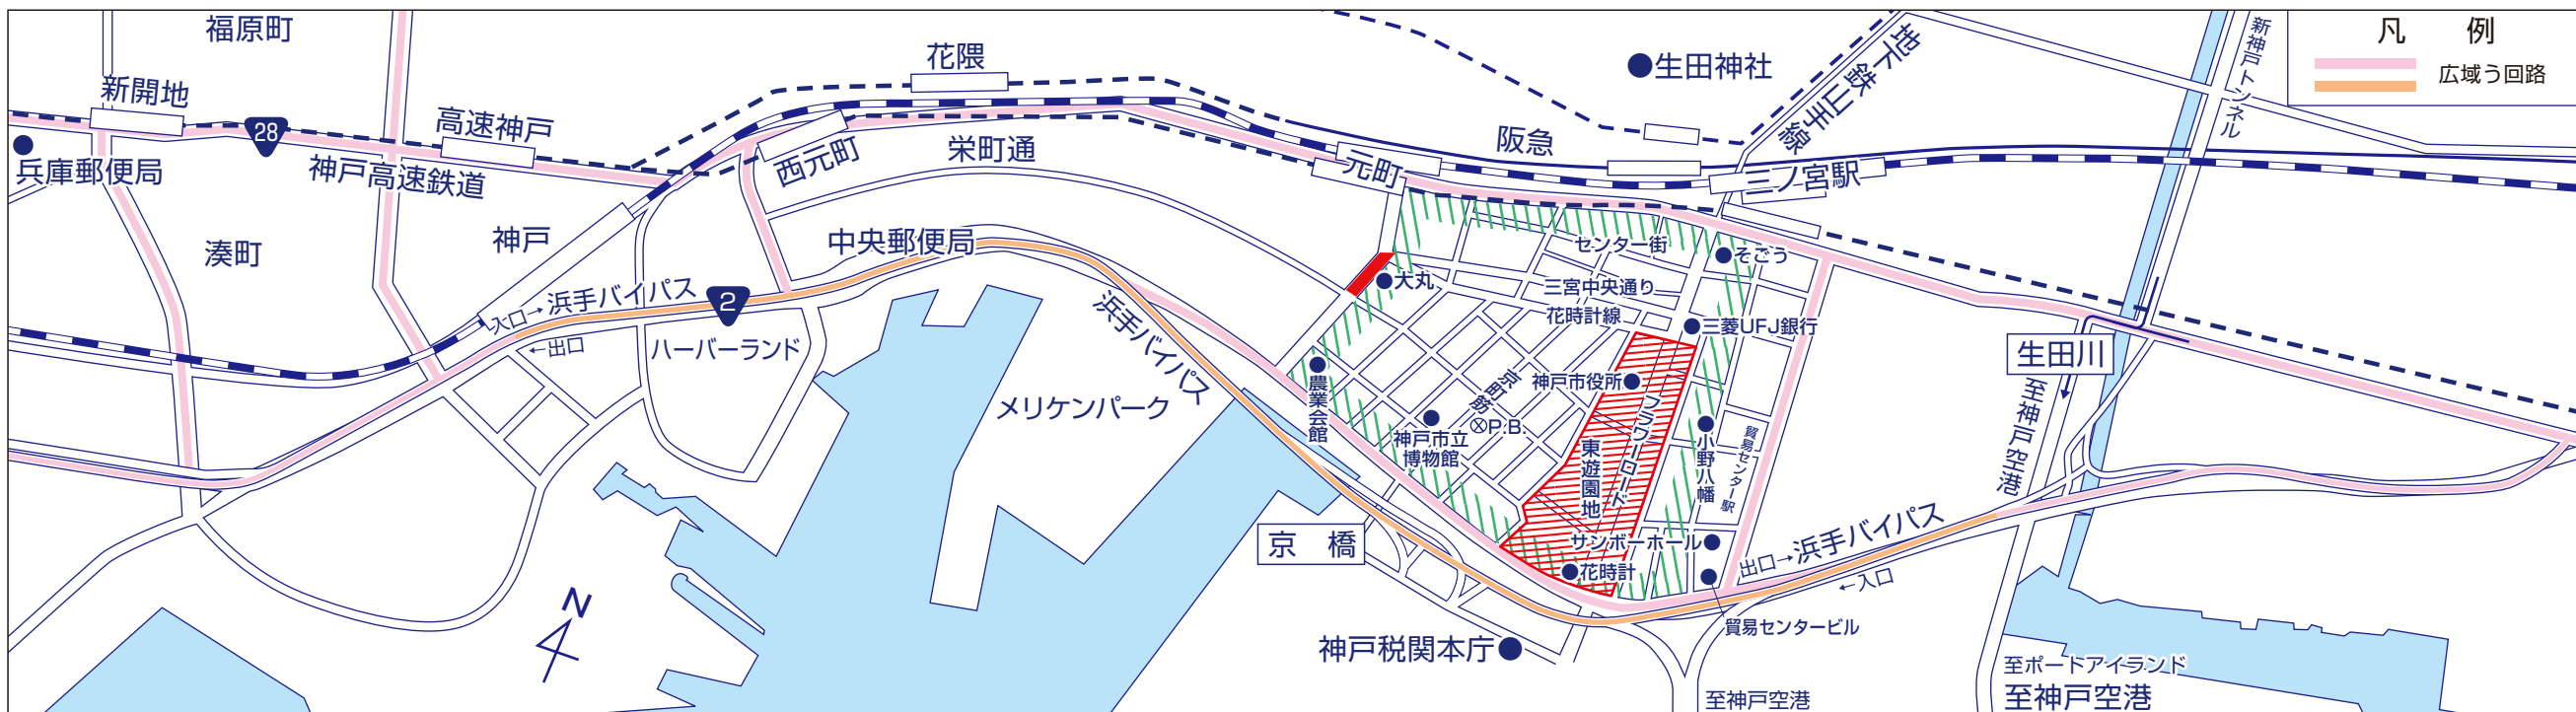 福原町
新開地
28
高速神戸
花隈
生田神社
地下鉄山手線
新神戸トンネル
凡　例
広域う回路
兵庫郵便局
神戸高速鉄道
西元町
栄町通
元町
阪急
三ノ宮駅
湊町
神戸
中央郵便局
センター街
そごう
大丸
三宮中央通り
花時計線
三菱UFJ銀行
入口→
浜手バイパス
2
←出口
ハーバーランド
浜手バイパス
メリケンパーク
農業会館
神戸市役所
京町筋
P.B.
神戸市立
博物館
フラワーロード
東遊園地
小野八幡
貿易センター駅
生田川
至神戸空港
京　橋
サンボーホール
花時計
出口→
浜手バイパス
←入口
N
神戸税関本庁
貿易センタービル
至ポートアイランド
至神戸空港
至神戸空港